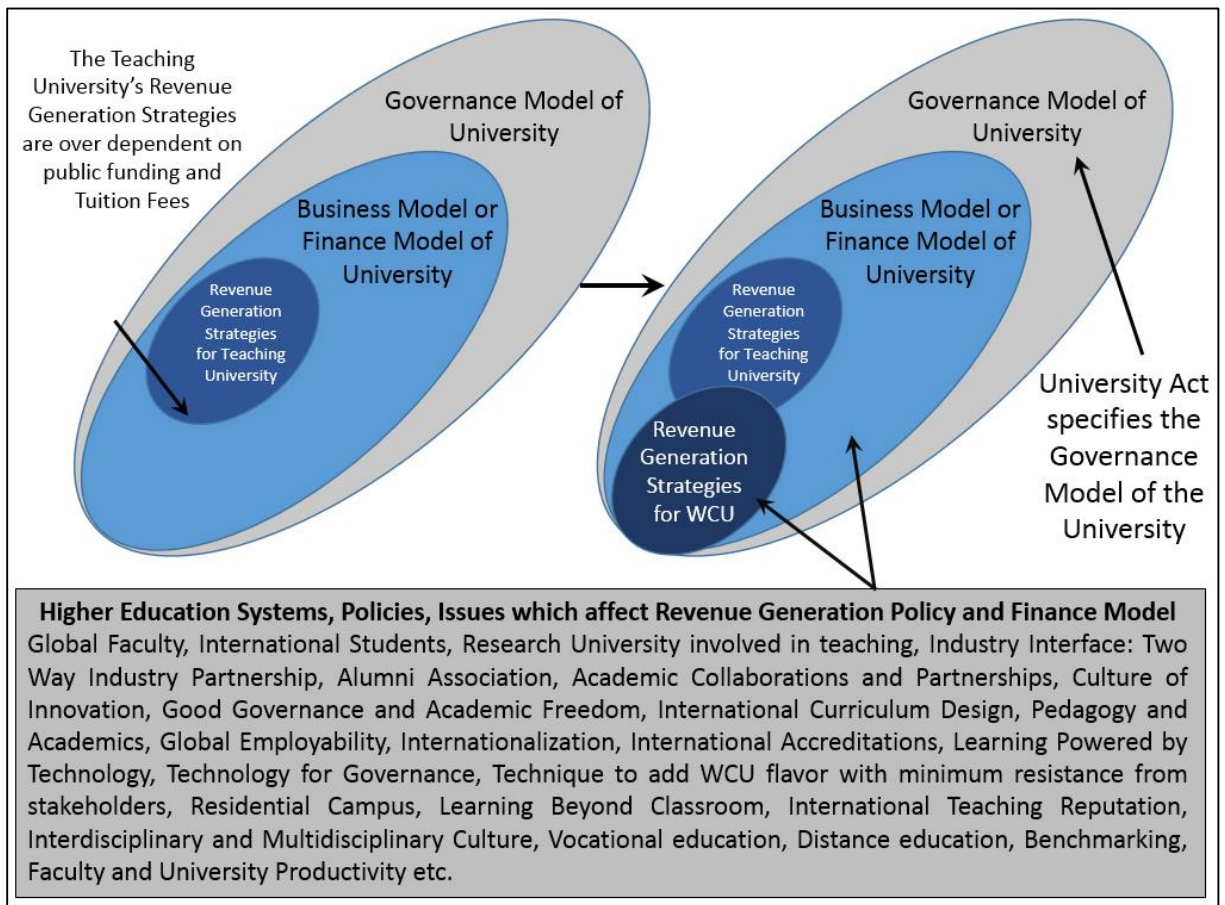 The Teaching
University’s Revenue
Generation Strategies
are over dependent on
public funding and
Tuition Fees
Governance Model of
University
Business Model or
Finance Model of
University
Revenue
Generation
Strategies
for Teaching
University
Governance Model of
University
Business Model or
Finance Model of
University
Revenue
Generation
Strategies
for Teaching
University
Revenue
Generation
Strategies
for WCU
University Act
specifies the
Governance
Model of the
University
Higher Education Systems, Policies, Issues which affect Revenue Generation Policy and Finance Model
Global Faculty, International Students, Research University involved in teaching, Industry Interface: Two
Way Industry Partnership, Alumni Association, Academic Collaborations and Partnerships, Culture of
Innovation, Good Governance and Academic Freedom, International Curriculum Design, Pedagogy and
Academics, Global Employability, Internationalization, International Accreditations, Learning Powered by
Technology, Technology for Governance, Technique to add WCU flavor with minimum resistance from
stakeholders, Residential Campus, Learning Beyond Classroom, International Teaching Reputation,
Interdisciplinary and Multidisciplinary Culture, Vocational education, Distance education, Benchmarking,
Faculty and University Productivity etc.